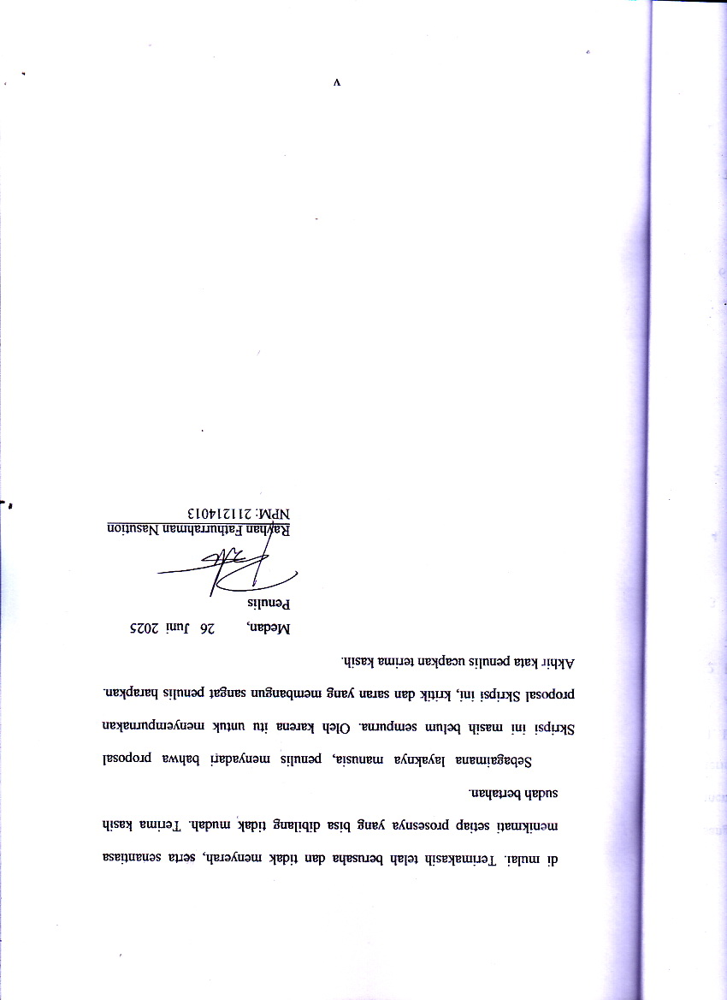 di mulai. Terimakasih telah berusaha dan tidak menyerah, serta senantiasa
menikmati setiap prosesnya yang bisa dibilang tidak mudah. Terima kasih
sudah bertahan.
Sebagaimana layaknya manusia, penulis menyadari bahwa proposal
Skripsi ini masih belum sempurna. Oleh karena itu untuk menyempurnakan
proposal Skripsi ini, kritik dan saran yang membangun sangat penulis harapkan.
Akhir kata penulis ucapkan terima kasih.
Medan, 26 Juni 2025
Penulis
Rayhan Fathurrahman Nasution
NPM: 211214013
v